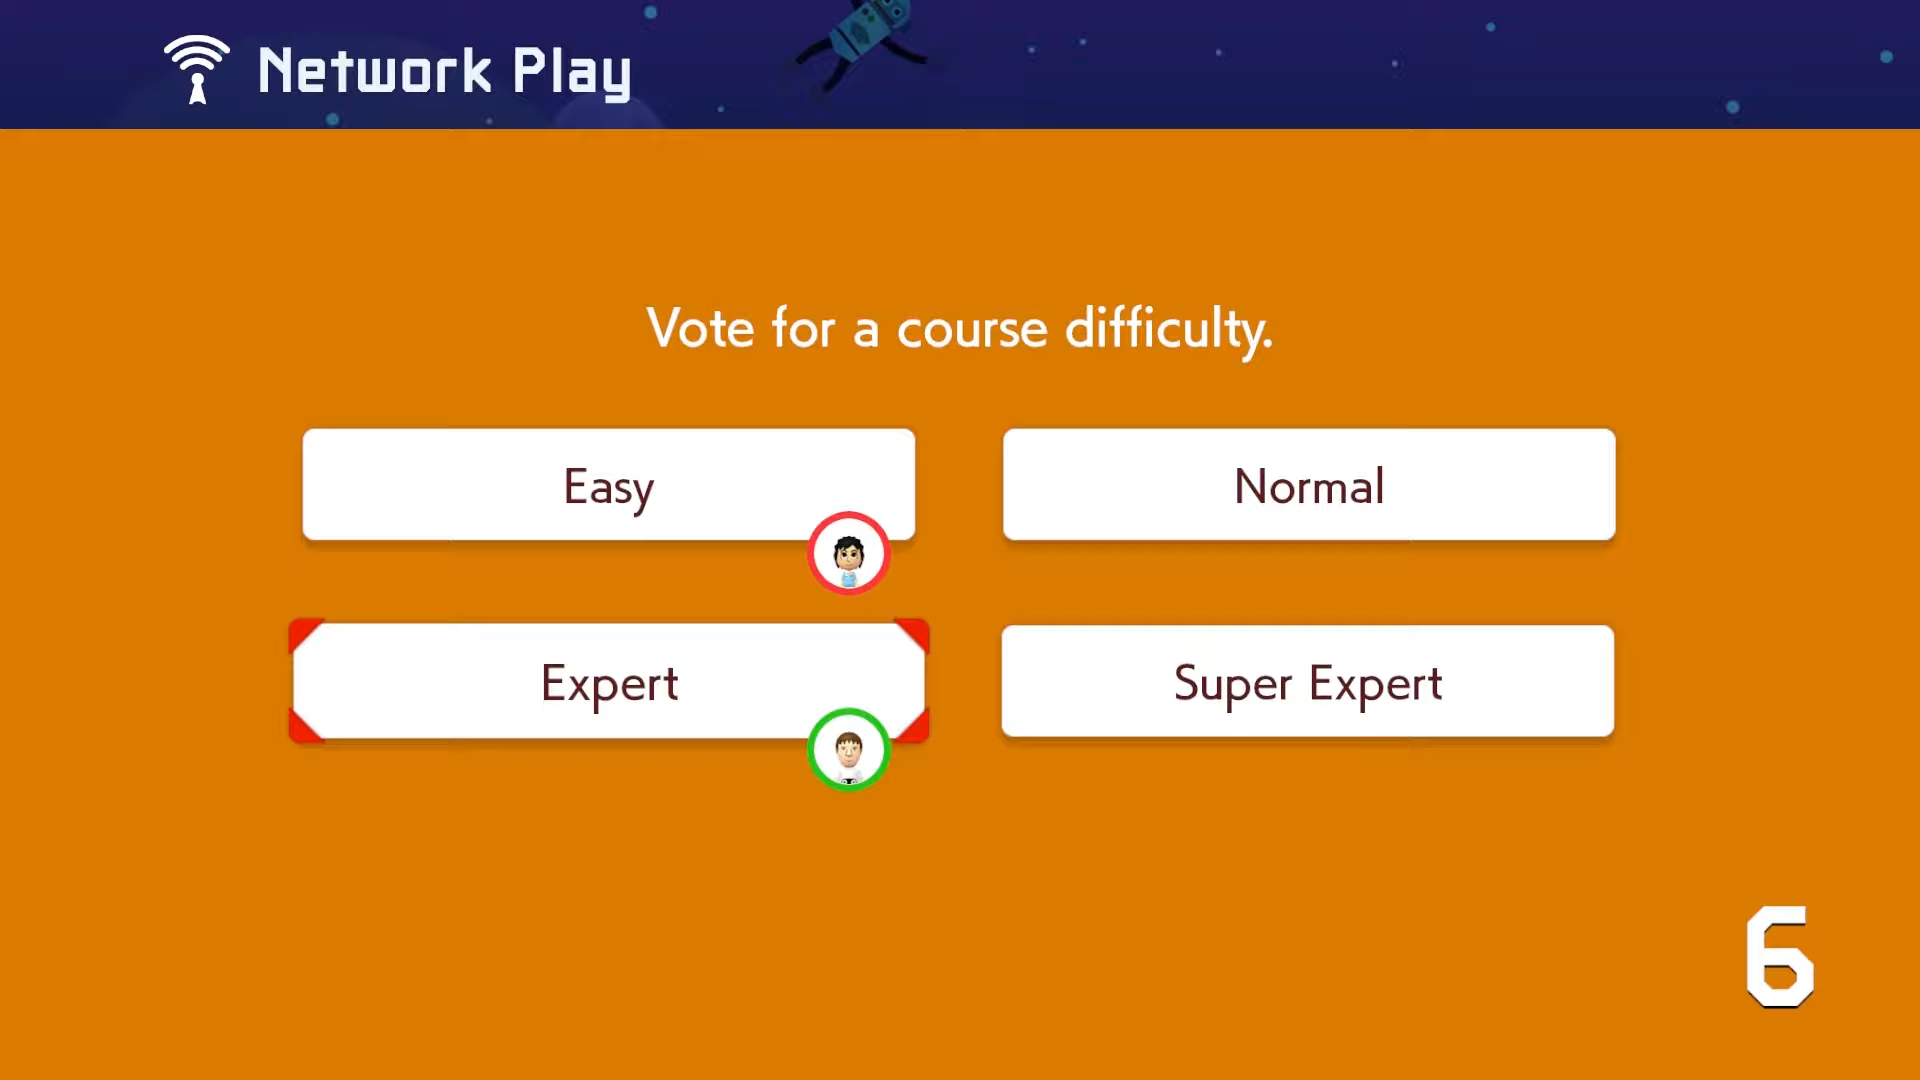 Network Play
Vote for a course difficulty.
Easy
Normal
Expert
Super Expert
6